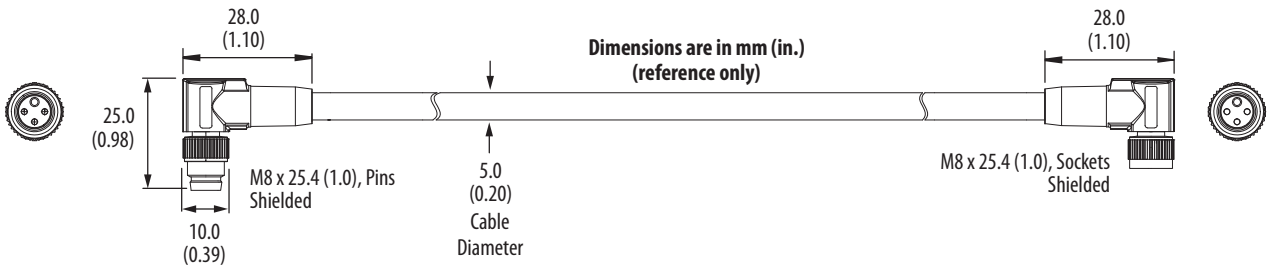 28.0
(1.10)
Dimensions are in mm (in.)
(reference only)
28.0
(1.10)
25.0
(0.98)
M8 x 25.4 (1.0), Pins
Shielded
10.0
(0.39)
5.0
(0.20)
Cable
Diameter
M8 x 25.4 (1.0), Sockets
Shielded